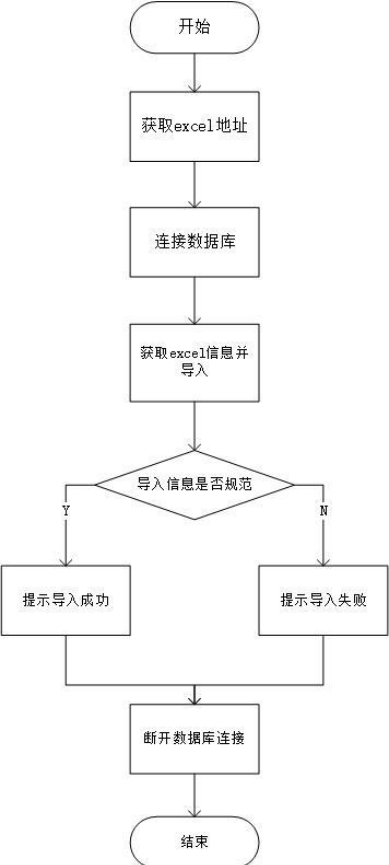 开始
获取excel地址
连接数据库
获取excel信息并
导入
导入信息是否规范
Y
N
提示导入成功
提示导入失败
断开数据库连接
结束